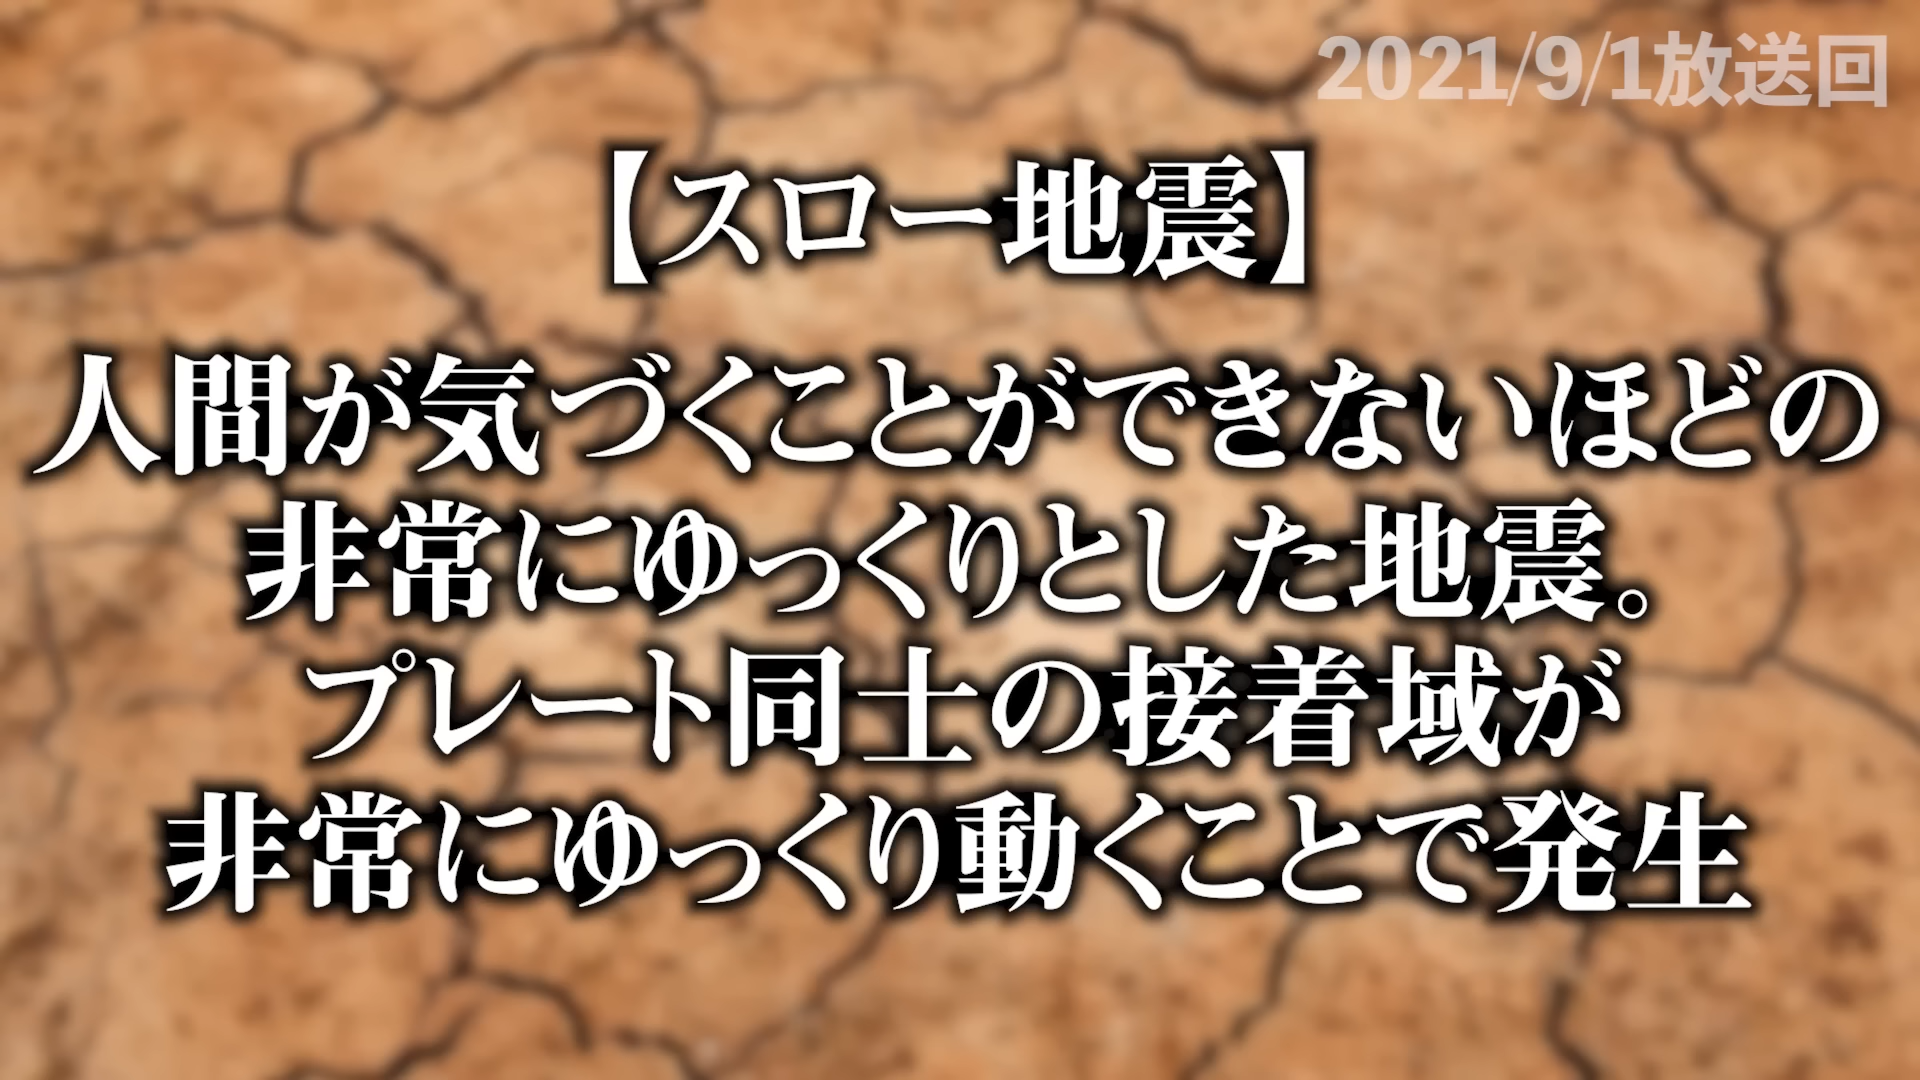 2021/9/1放送回
【スロー地震】
人間が気づくことができないほどの
非常にゆっくりとした地震。
プレート同士の接着域が
非常にゆっくり動くことで発生